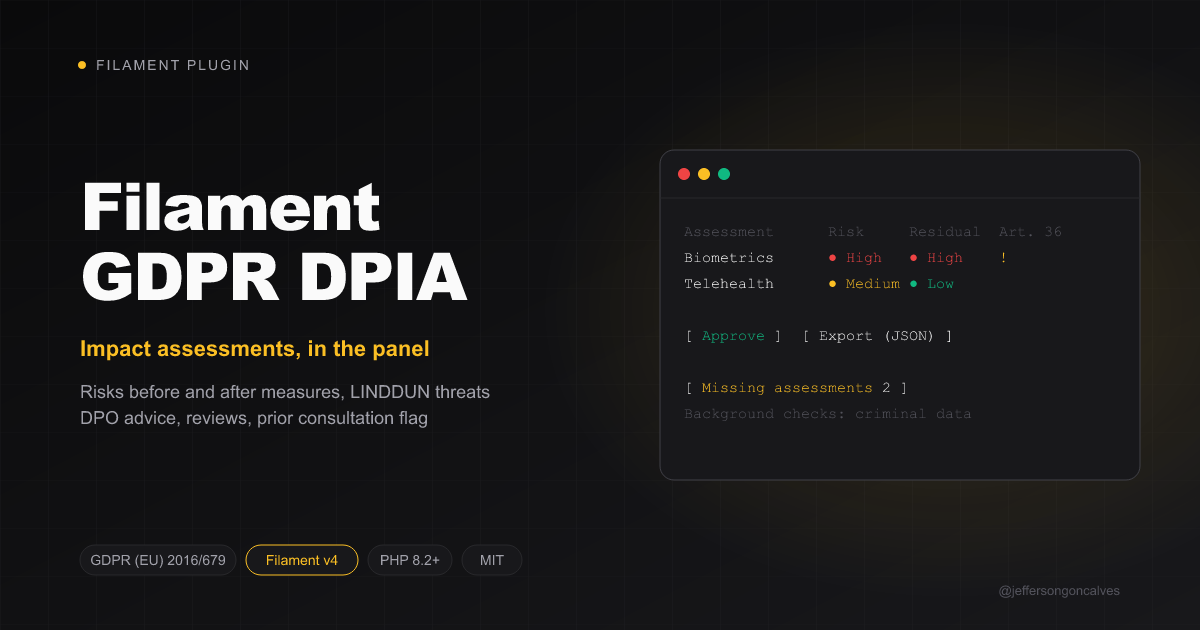 FILAMENT PLUGIN
Filament
GDPR DPIA
Impact assessments, in the panel
Risks before and after measures, LINDDUN threats
DPO advice, reviews, prior consultation flag
Assessment Risk Residual Art. 36
Biometrics ● High ● High !
Telehealth ● Medium ● Low
[ Approve ] [ Export (JSON) ]
[ Missing assessments 2 ]
Background checks: criminal data
GDPR (EU) 2016/679 Filament v4 PHP 8.2+ MIT
@jeffersongoncalves